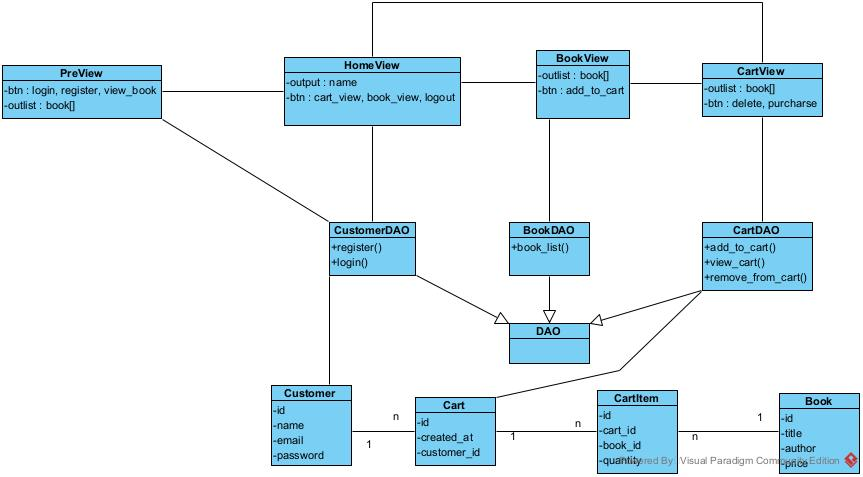 PreView
-btn : login, register, view_book
-outlist : book[]
HomeView
-output : name
-btn : cart_view, book_view, logout
BookView
-outlist : book[]
-btn : add_to_cart
CartView
-outlist : book[]
-btn : delete, purcharse
CustomerDAO
+register()
+login()
BookDAO
+book_list()
CartDAO
+add_to_cart()
+view_cart()
+remove_from_cart()
DAO
Customer
-id
-name
-email
-password
n
1
Cart
-id
-created_at
-customer_id
1
n
CartItem
-id
-cart_id
-book_id
-quantity
n
1
Book
-id
-title
-author
-price
Powered By: Visual Paradigm Community Edition